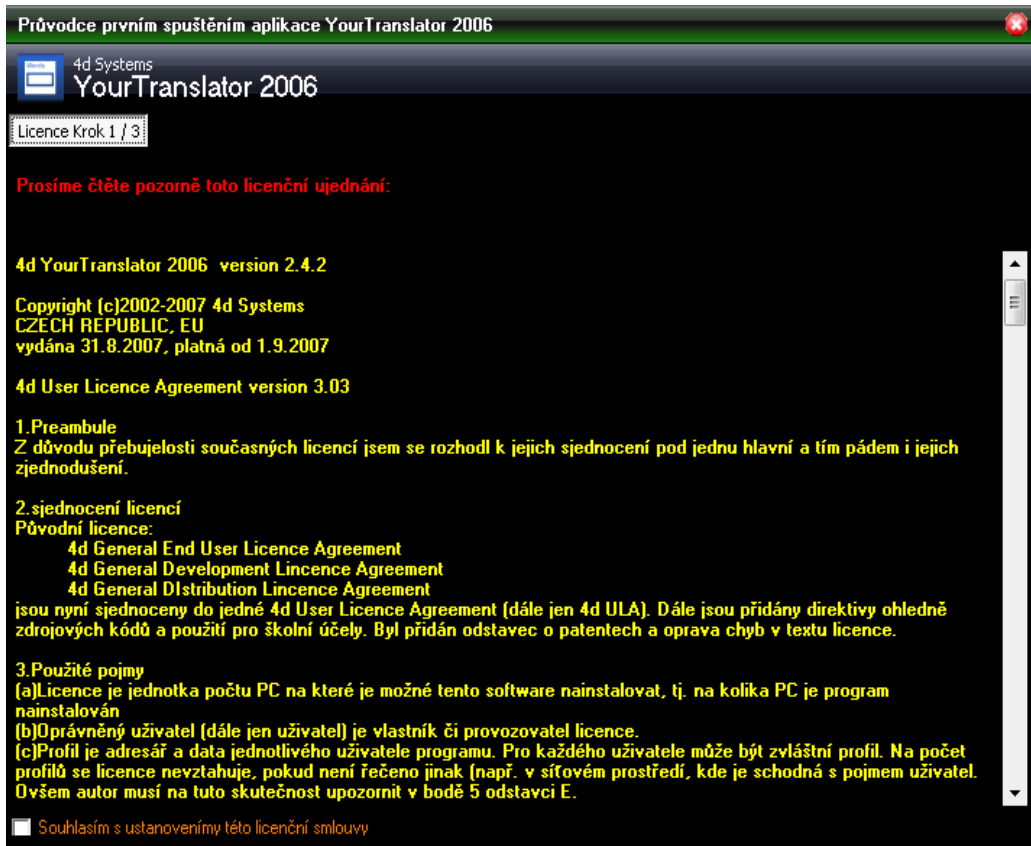 Průvodce prvním spuštěním aplikace YourTranslator 2006
Words
4d Systems
YourTranslator 2006
Licence Krok 1 / 3
Prosíme čtěte pozorně toto licenční ujednání:
4d YourTranslator 2006  version 2.4.2
Copyright (c)2002-2007 4d Systems
CZECH REPUBLIC, EU
vydána 31.8.2007, platná od 1.9.2007
4d User Licence Agreement version 3.03
1.Preambule
Z důvodu přebujelosti současných licencí jsem se rozhodl k jejich sjednocení pod jednu hlavní a tím pádem i jejich
zjednodušení.
2.sjednocení licencí
Původní licence:
4d General End User Licence Agreement
4d General Development Lincence Agreement
4d General DIstribution Lincence Agreement
jsou nyní sjednoceny do jedné 4d User Licence Agreement (dále jen 4d ULA). Dále jsou přidány direktivy ohledně
zdrojových kódů a použití pro školní účely. Byl přidán odstavec o patentech a oprava chyb v textu licence.
3.Použité pojmy
(a)Licence je jednotka počtu PC na které je možné tento software nainstalovat, tj. na kolika PC je program
nainstalován
(b)Oprávněný uživatel (dále jen uživatel) je vlastník či provozovatel licence.
(c)Profil je adresář a data jednotlivého uživatele programu. Pro každého uživatele může být zvláštní profil. Na počet
profilů se licence nevztahuje, pokud není řečeno jinak (např. v síťovém prostředí, kde je schodná s pojmem uživatel.
Ovšem autor musí na tuto skutečnost upozornit v bodě 5 odstavci E.
Souhlasím s ustanovenímy této licenční smlouvy